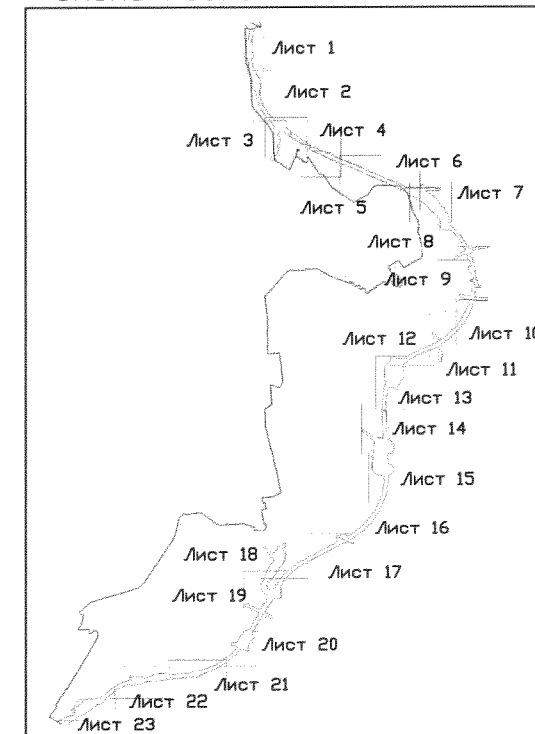 Лист 1
Лист 2
Лист 3
Лист 4
Лист 5
Лист 6
Лист 7
Лист 8
Лист 9
Лист 10
Лист 11
Лист 12
Лист 13
Лист 14
Лист 15
Лист 16
Лист 17
Лист 18
Лист 19
Лист 20
Лист 21
Лист 22
Лист 23